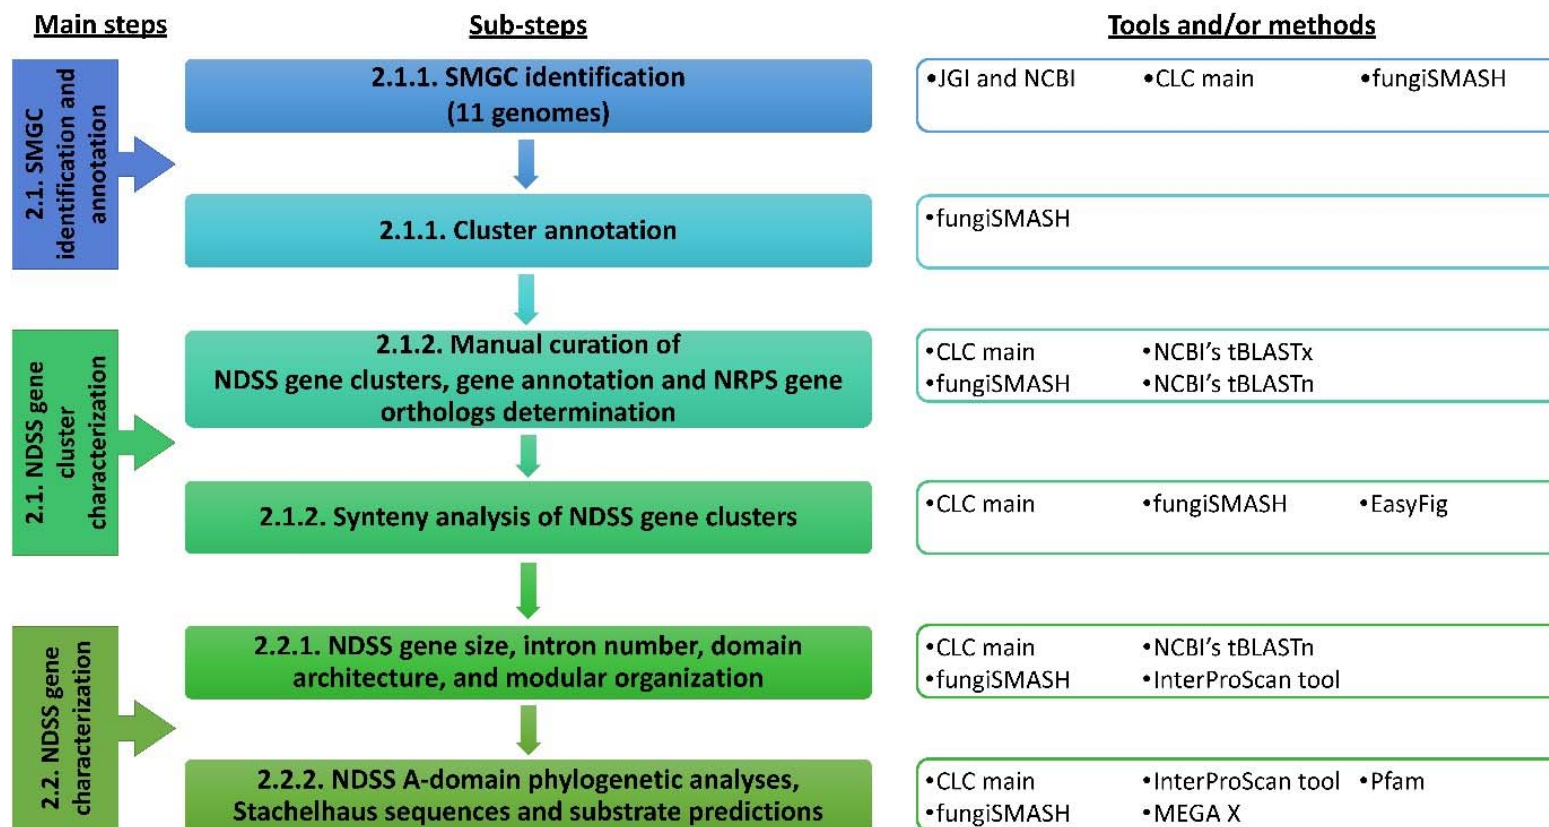 Main steps
Sub-steps
Tools and/or methods
2.1. SMGC
identification and
annotation
2.1.1. SMGC identification
(11 genomes)
•JGI and NCBI •CLC main •fungiSMASH
2.1.1. Cluster annotation
•fungiSMASH
2.1. NDSS gene
cluster
characterization
2.1.2. Manual curation of
NDSS gene clusters, gene annotation and NRPS gene
orthologs determination
•CLC main •NCBI's tBLASTx
•fungiSMASH •NCBI's tBLASTn
2.1.2. Synteny analysis of NDSS gene clusters
•CLC main •fungiSMASH •EasyFig
2.2. NDSS gene
characterization
2.2.1. NDSS gene size, intron number, domain
architecture, and modular organization
•CLC main •NCBI's tBLASTn
•fungiSMASH •InterProScan tool
2.2.2. NDSS A-domain phylogenetic analyses,
Stachelhaus sequences and substrate predictions
•CLC main •InterProScan tool •Pfam
•fungiSMASH •MEGA X